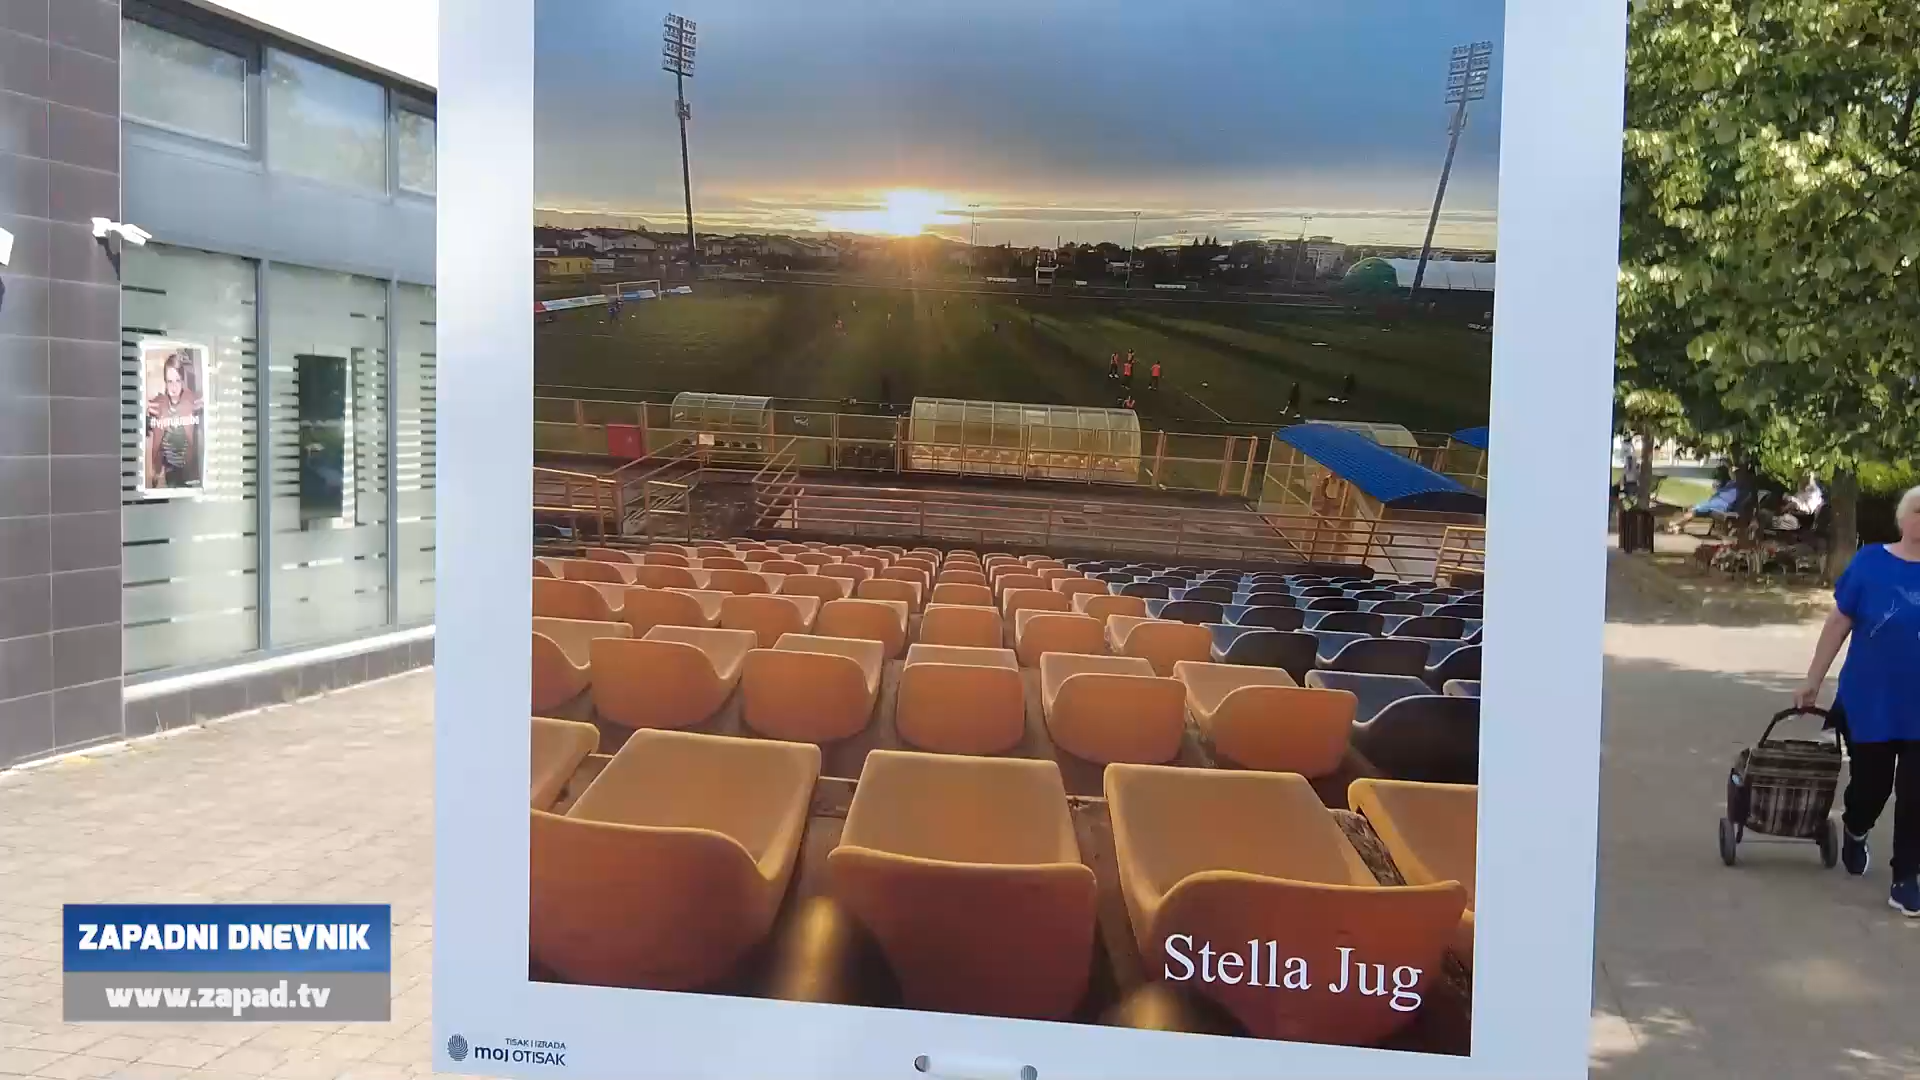 Stella Jug
ZAPADNI DNEVNIK
www.zapad.tv
TISAK I IZRADA
moj OTISAK